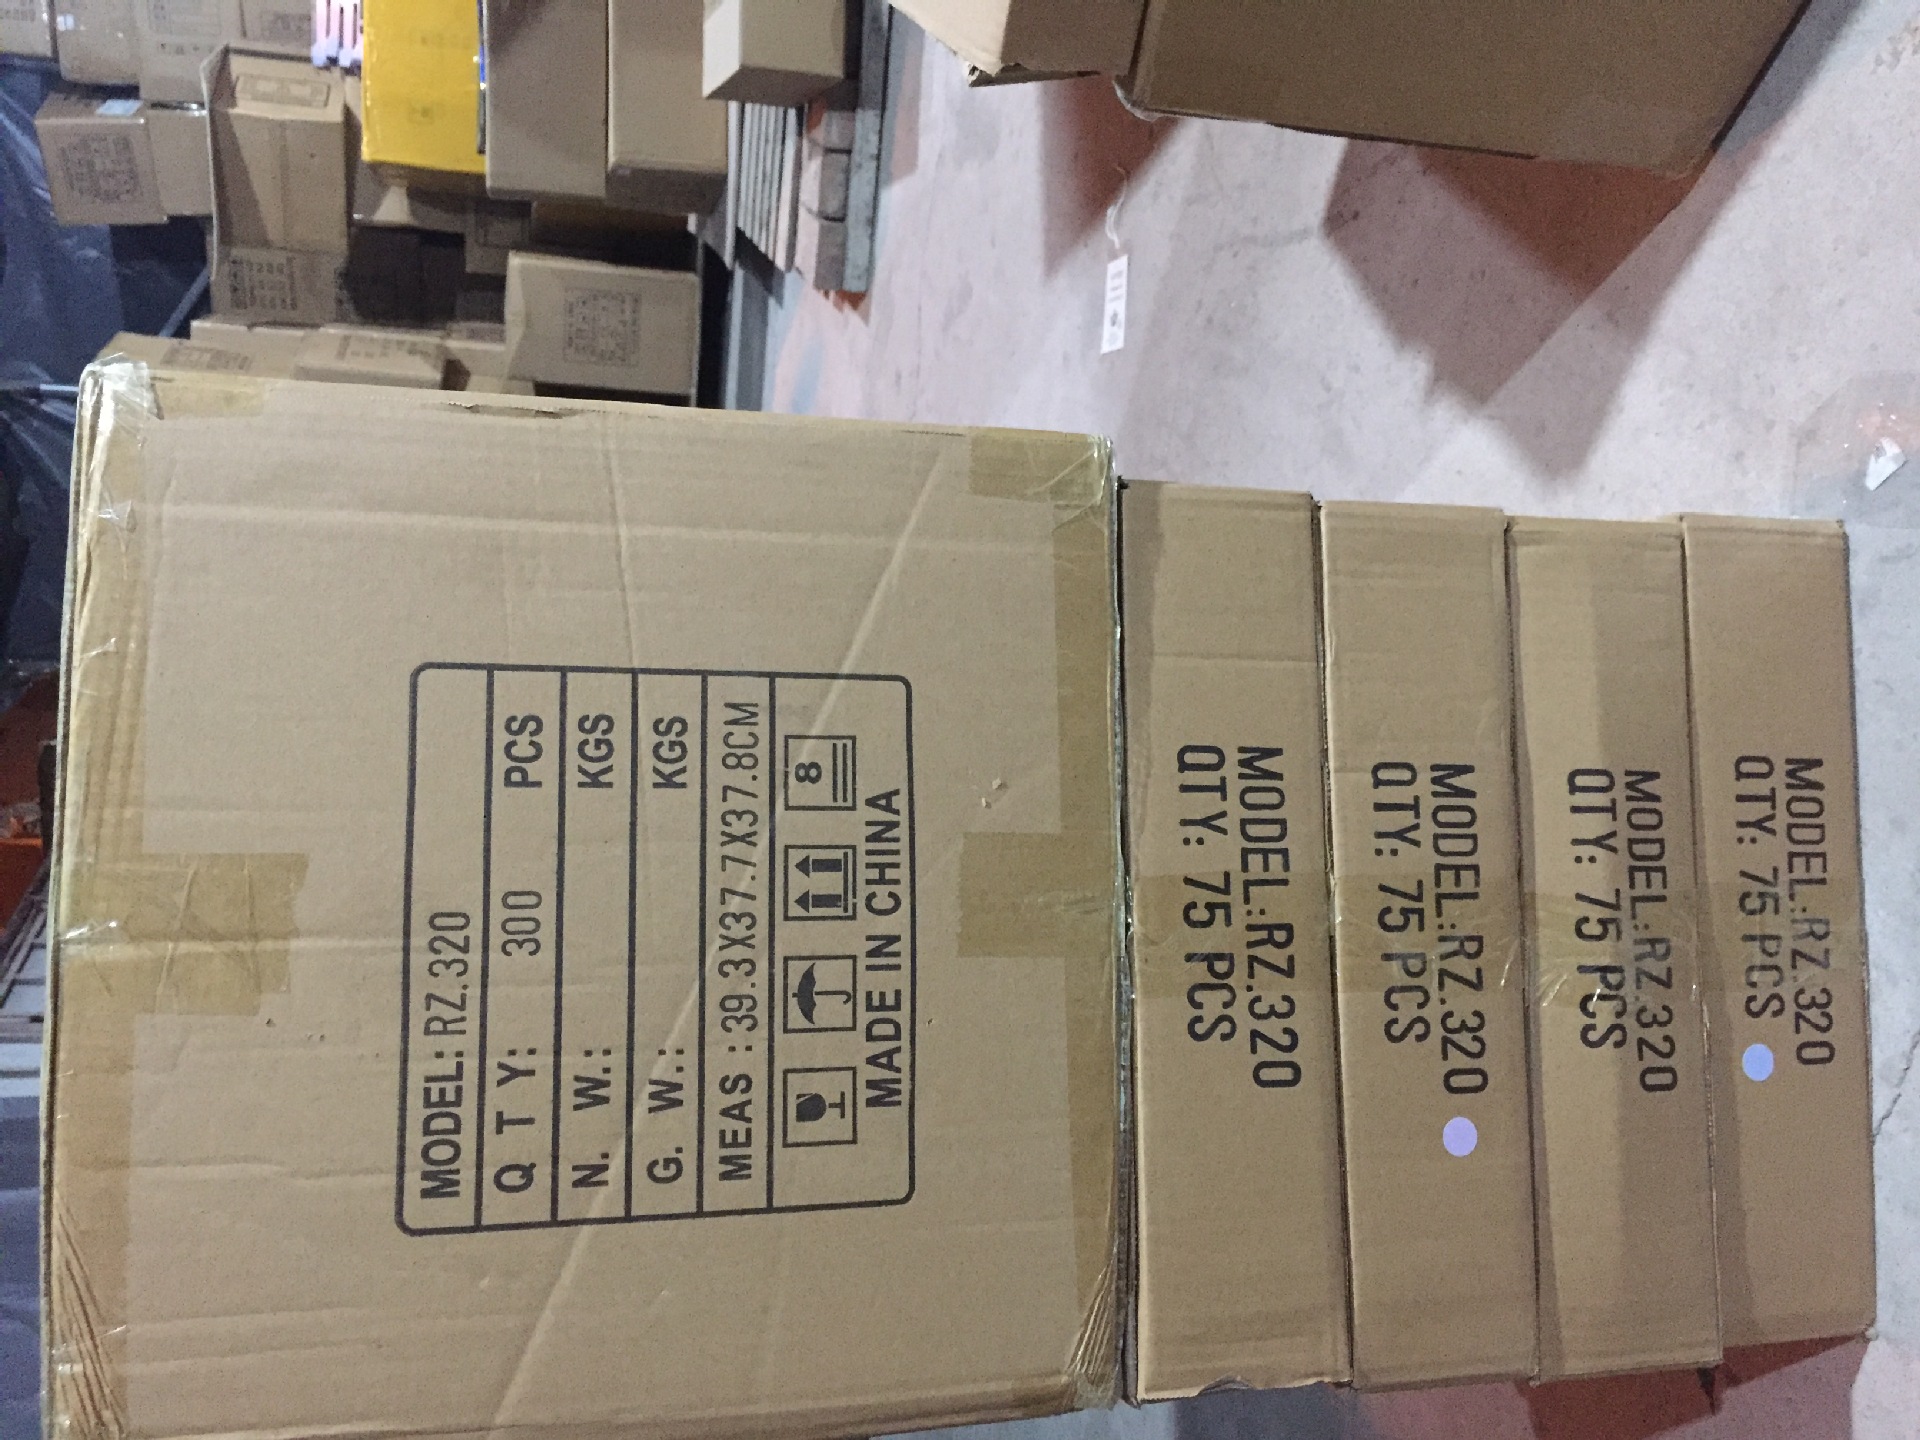 MODEL: RZ.320
Q T Y: 300 PCS
N. W.: KGS
G. W.: KGS
MEAS : 39.3X37.7X37.8CM
8
MADE IN CHINA
MODEL:RZ.320
QTY: 75 PCS
MODEL:RZ.320
QTY: 75 PCS
MODEL:RZ.320
QTY: 75 PCS
MODEL:RZ.320
QTY: 75 PCS